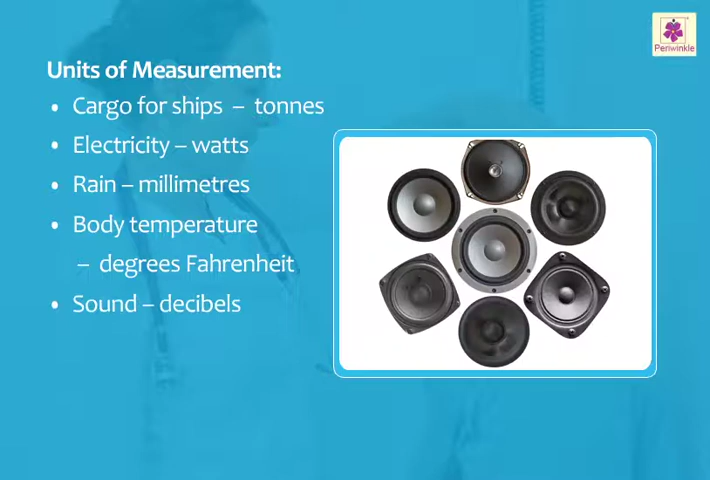 Periwinkle
Units of Measurement:
• Cargo for ships – tonnes
• Electricity – watts
• Rain – millimetres
• Body temperature
– degrees Fahrenheit
• Sound – decibels